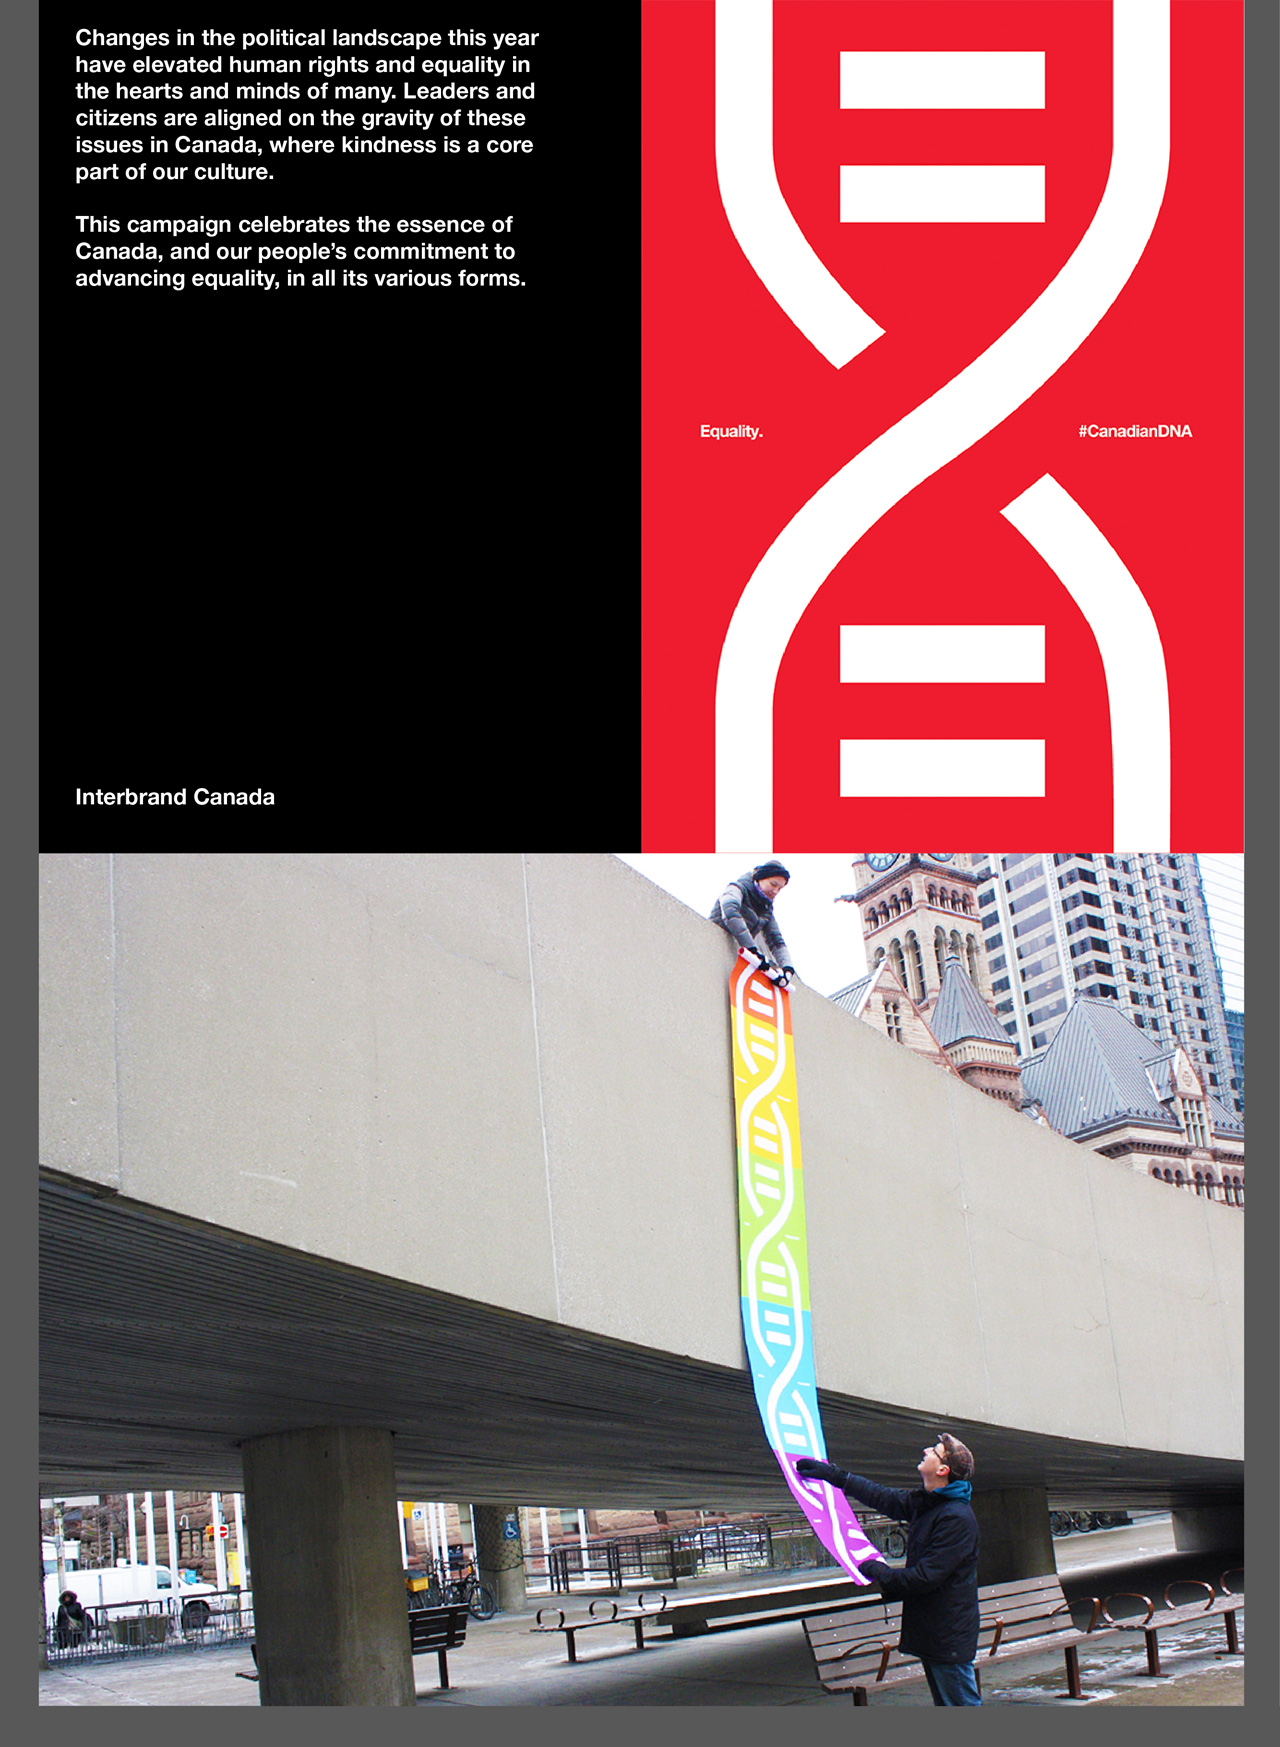 Changes in the political landscape this year
have elevated human rights and equality in
the hearts and minds of many. Leaders and
citizens are aligned on the gravity of these
issues in Canada, where kindness is a core
part of our culture.
This campaign celebrates the essence of
Canada, and our people’s commitment to
advancing equality, in all its various forms.
Interbrand Canada
Equality.
#CanadianDNA